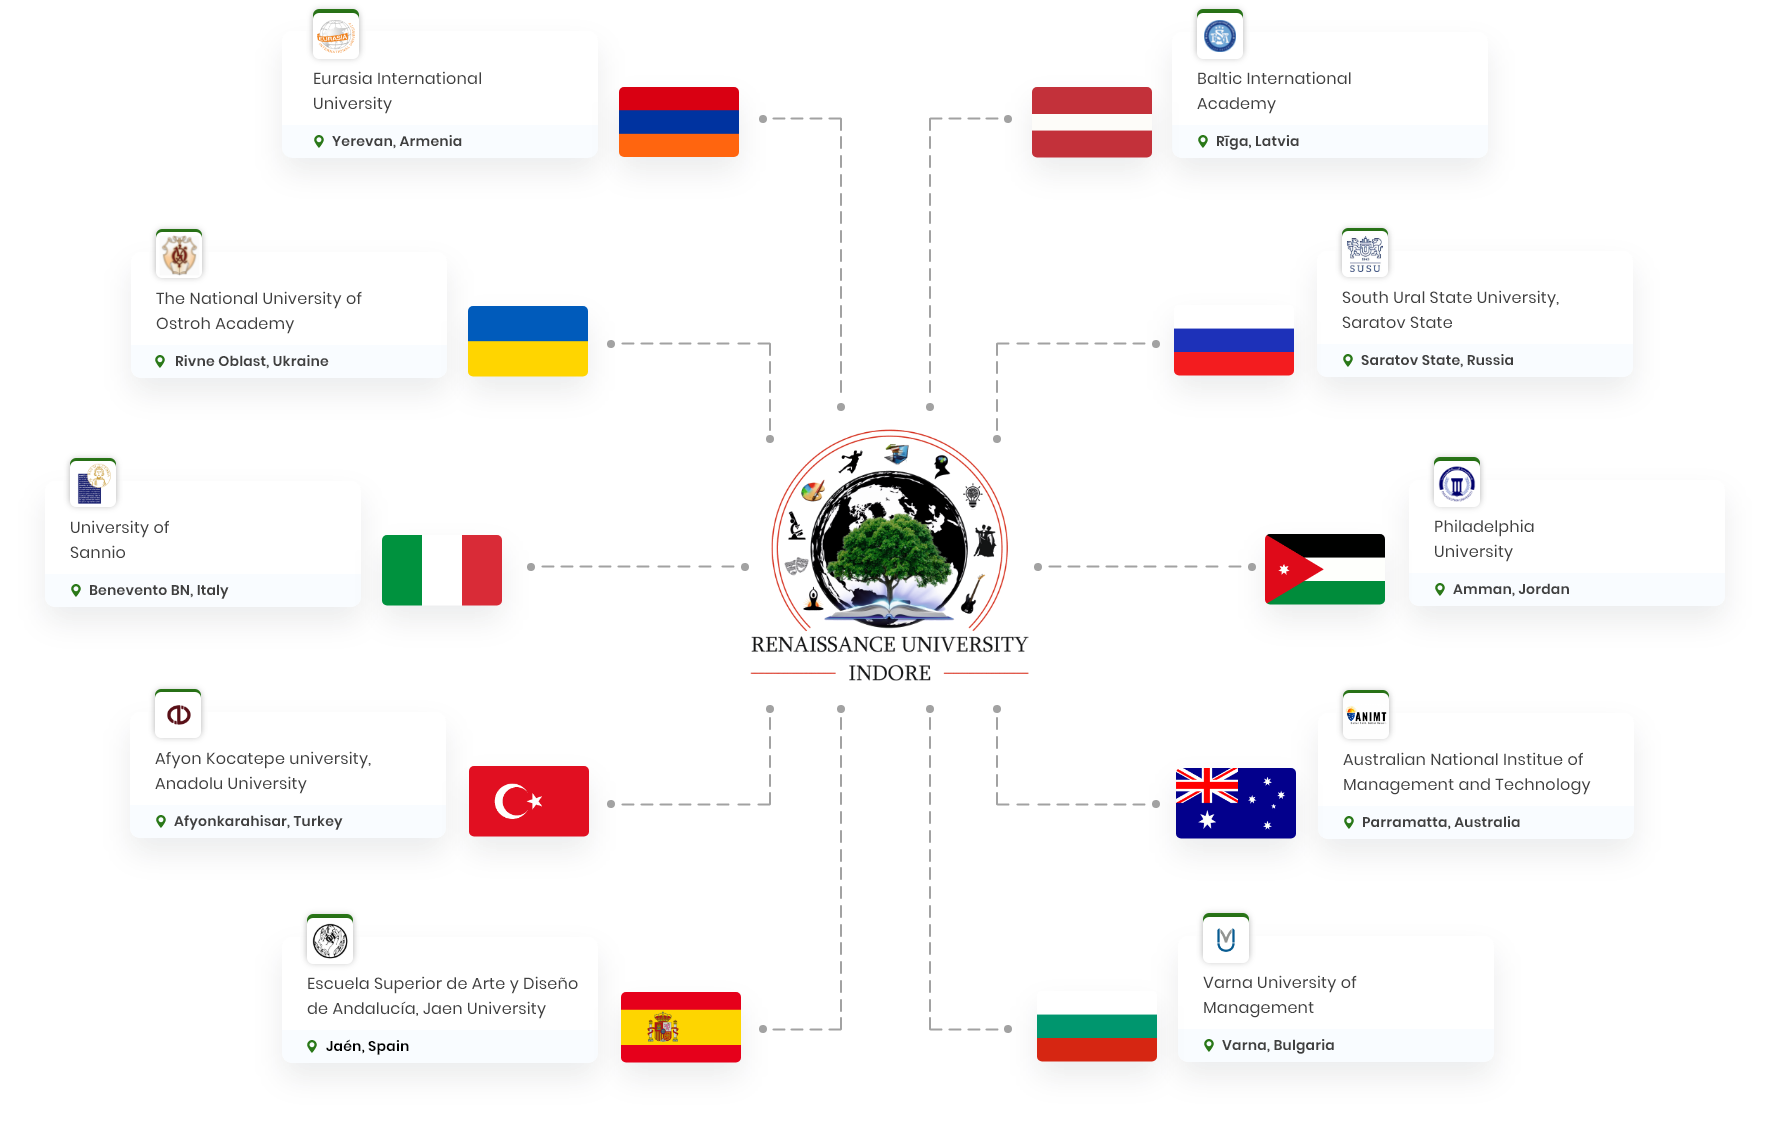 EURASIA
Eurasia International
University
Yerevan, Armenia
Baltic International
Academy
Rīga, Latvia
The National University of
Ostroh Academy
Rivne Oblast, Ukraine
SUSU
South Ural State University,
Saratov State
Saratov State, Russia
University of
Sannio
Benevento BN, Italy
Philadelphia
University
Amman, Jordan
RENAISSANCE UNIVERSITY
INDORE
Afyon Kocatepe university,
Anadolu University
Afyonkarahisar, Turkey
ANIMT
Australian National Institue of
Management and Technology
Parramatta, Australia
Escuela Superior de Arte y Diseño
de Andalucía, Jaen University
Jaén, Spain
Varna University of
Management
Varna, Bulgaria